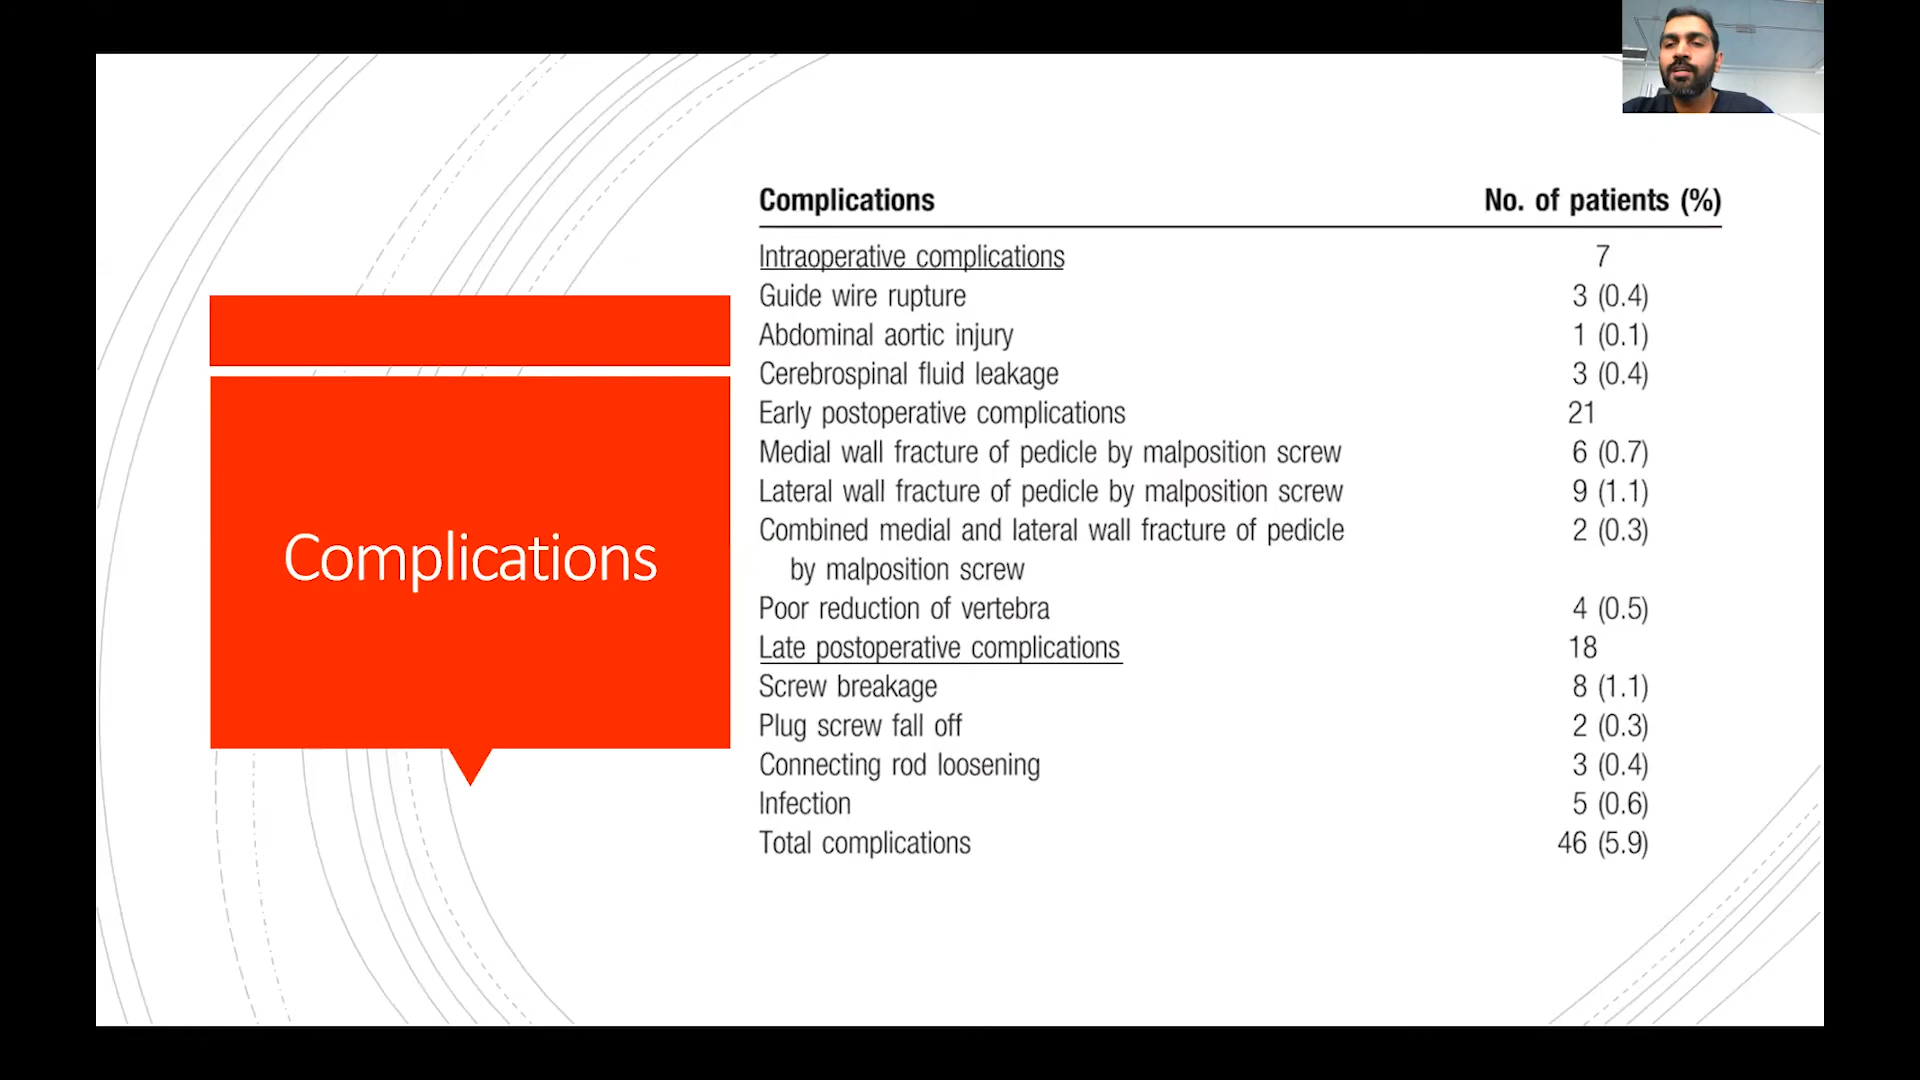 Complications
Complications No. of patients (%)
Intraoperative complications 7
Guide wire rupture 3 (0.4)
Abdominal aortic injury 1 (0.1)
Cerebrospinal fluid leakage 3 (0.4)
Early postoperative complications 21
Medial wall fracture of pedicle by malposition screw 6 (0.7)
Lateral wall fracture of pedicle by malposition screw 9 (1.1)
Combined medial and lateral wall fracture of pedicle 2 (0.3)
by malposition screw
Poor reduction of vertebra 4 (0.5)
Late postoperative complications 18
Screw breakage 8 (1.1)
Plug screw fall off 2 (0.3)
Connecting rod loosening 3 (0.4)
Infection 5 (0.6)
Total complications 46 (5.9)